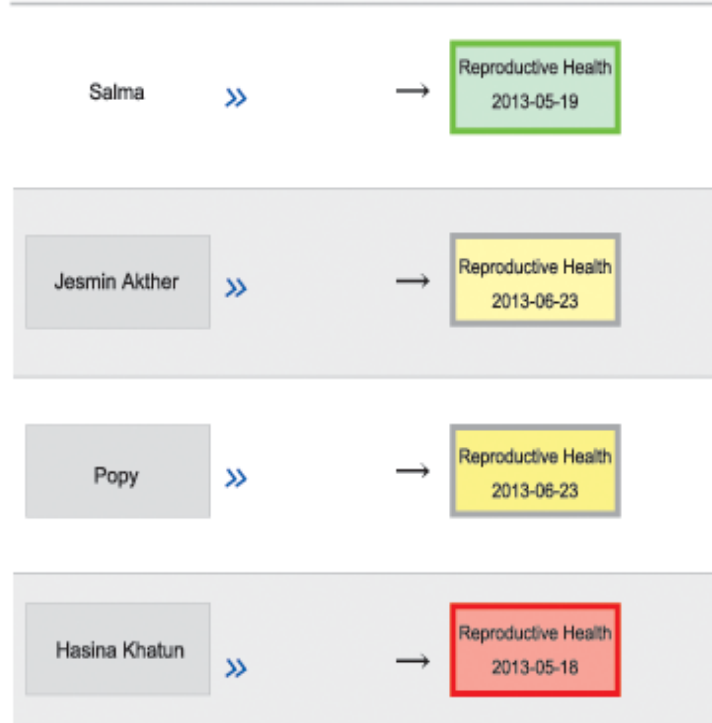 Salma
»
→
Reproductive Health
2013-05-19
Jesmin Akther
»
→
Reproductive Health
2013-06-23
Popy
»
→
Reproductive Health
2013-06-23
Hasina Khatun
»
→
Reproductive Health
2013-05-18